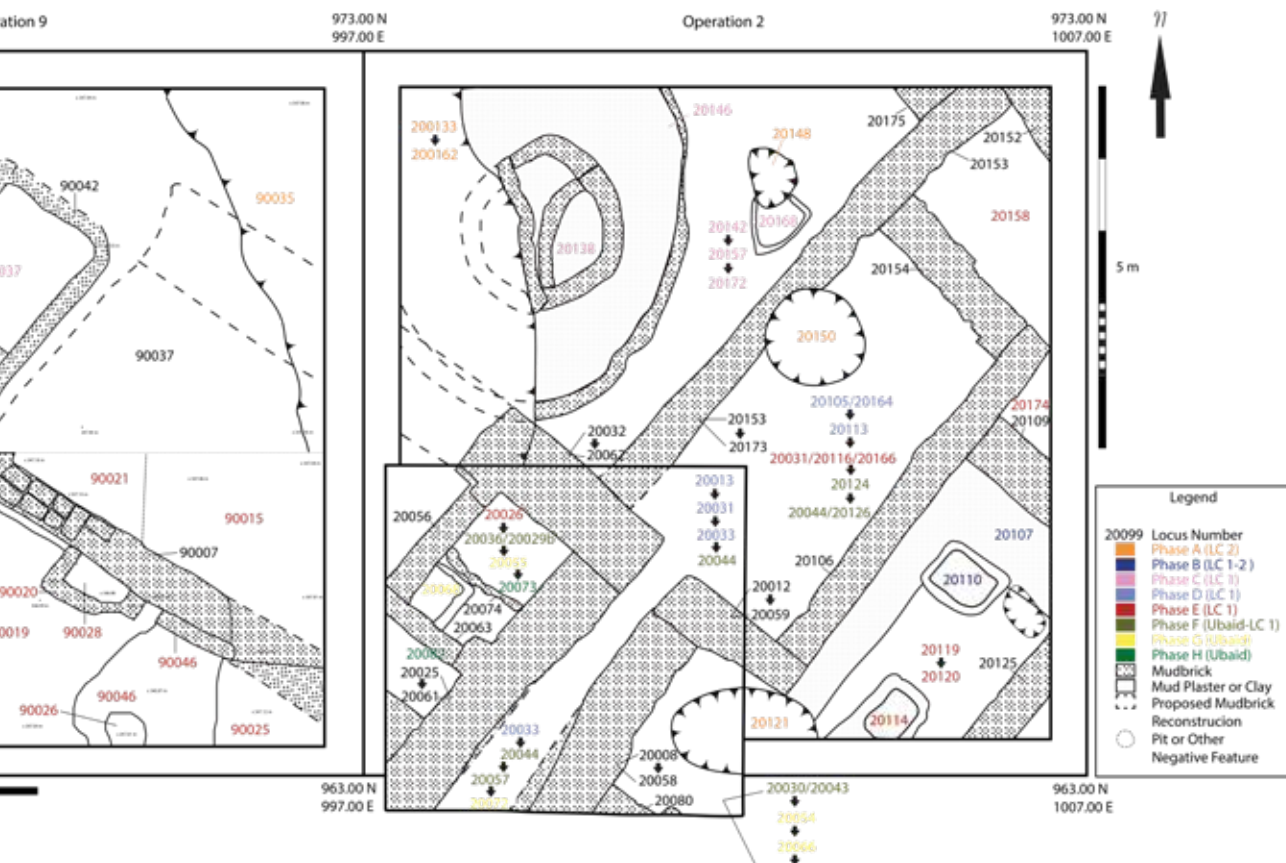 ation 9
973.00 N
997.00 E
Operation 2
973.00 N
1007.00 E
n
90042
90035
037
90037
90021
90015
90007
90020
0019
90028
90046
90046
90026
90025
200133
200162
20146
20148
20175
20152
20153
20158
20138
20168
20142
20157
20172
20154
20150
5 m
20105/20164
20113
20031/20116/20166
20124
20044/20126
20153
20173
20032
20062
20174
20109
20013
20031
20033
20044
20056
20026
20036/20029b
20073
20074
20063
20025
20061
20106
20012
20059
20107
20110
20119
20120
20125
20114
20121
20033
20044
20057
20008
20058
20080
963.00 N
997.00 E
20030/20043
963.00 N
1007.00 E
Legend
20099 Locus Number
Phase A (LC 2)
Phase B (LC 1-2 )
Phase C (LC 1)
Phase D (LC 1)
Phase E (LC 1)
Phase F (Ubaid-LC 1)
Phase G (Ubaid)
Phase H (Ubaid)
Mudbrick
Mud Plaster or Clay
Proposed Mudbrick
Reconstrucion
Pit or Other
Negative Feature